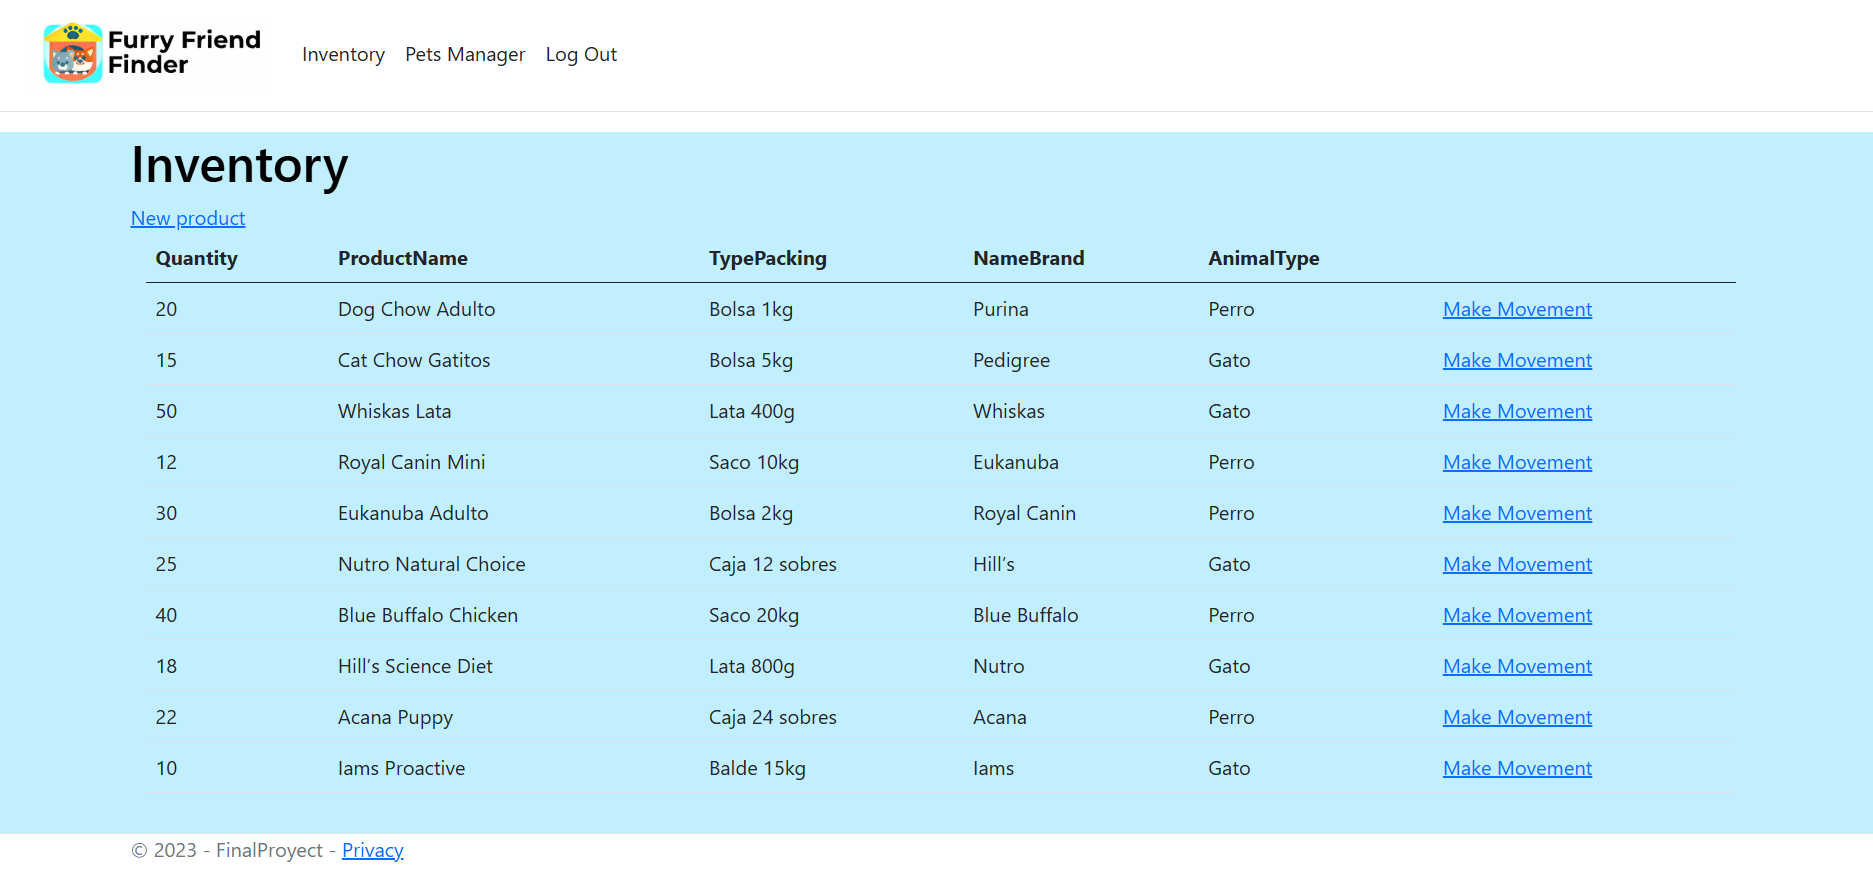 Furry Friend
Finder
Inventory Pets Manager Log Out
Inventory
New product
Quantity ProductName TypePacking NameBrand AnimalType
20 Dog Chow Adulto Bolsa 1kg Purina Perro Make Movement
15 Cat Chow Gatitos Bolsa 5kg Pedigree Gato Make Movement
50 Whiskas Lata Lata 400g Whiskas Gato Make Movement
12 Royal Canin Mini Saco 10kg Eukanuba Perro Make Movement
30 Eukanuba Adulto Bolsa 2kg Royal Canin Perro Make Movement
25 Nutro Natural Choice Caja 12 sobres Hill’s Gato Make Movement
40 Blue Buffalo Chicken Saco 20kg Blue Buffalo Perro Make Movement
18 Hill’s Science Diet Lata 800g Nutro Gato Make Movement
22 Acana Puppy Caja 24 sobres Acana Perro Make Movement
10 Iams Proactive Balde 15kg Iams Gato Make Movement
© 2023 - FinalProyect - Privacy